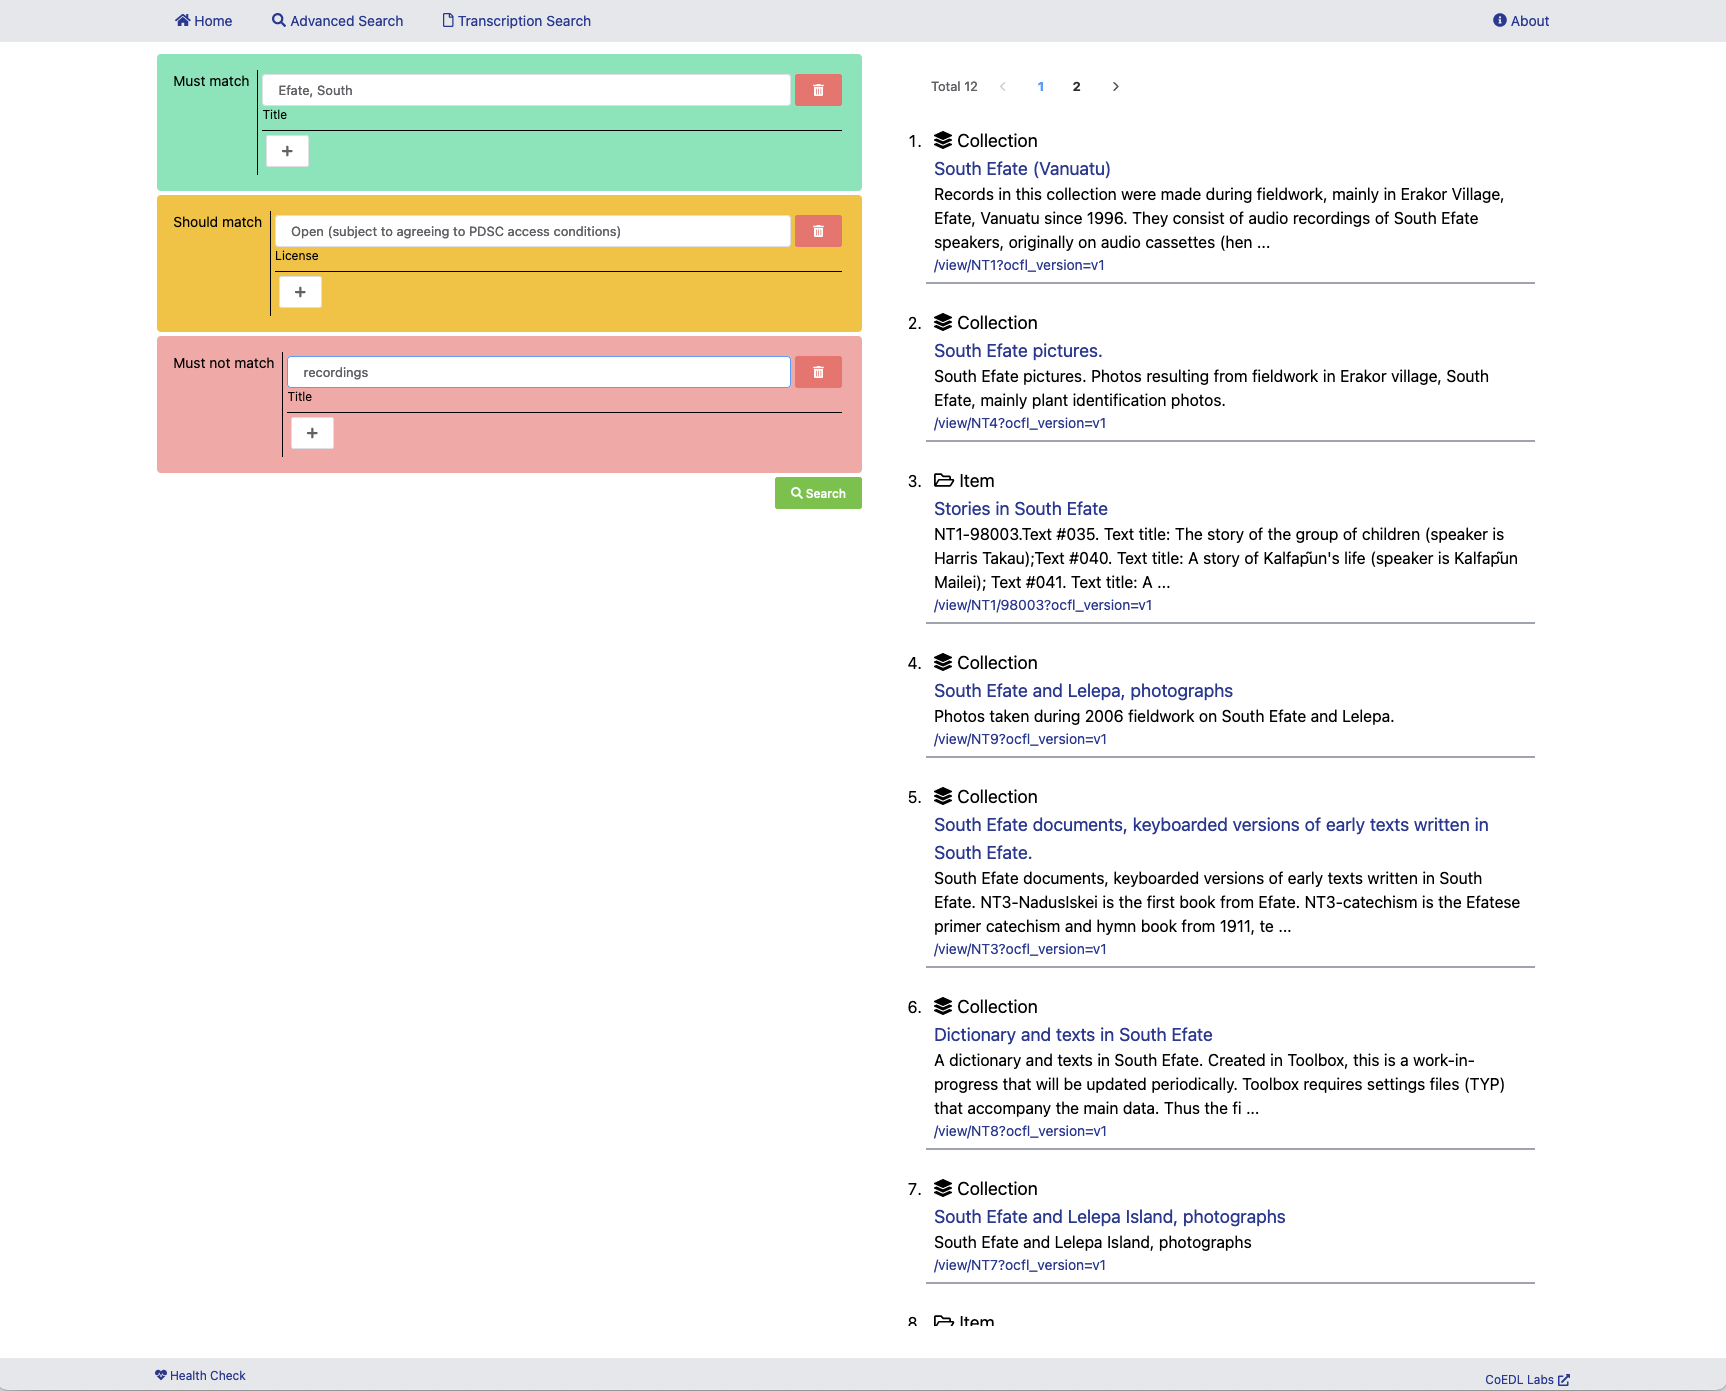 Home
Advanced Search
Transcription Search
About
Must match
Efate, South
Title
+
Should match
Open (subject to agreeing to PDSC access conditions)
License
+
Must not match
recordings
Title
+
Search
Total 12 < 1 2 >
1. Collection
South Efate (Vanuatu)
Records in this collection were made during fieldwork, mainly in Erakor Village,
Efate, Vanuatu since 1996. They consist of audio recordings of South Efate
speakers, originally on audio cassettes (hen ...
/view/NT1?ocfl_version=v1
2. Collection
South Efate pictures.
South Efate pictures. Photos resulting from fieldwork in Erakor village, South
Efate, mainly plant identification photos.
/view/NT4?ocfl_version=v1
3. Item
Stories in South Efate
NT1-98003.Text #035. Text title: The story of the group of children (speaker is
Harris Takau);Text #040. Text title: A story of Kalfap̃un's life (speaker is Kalfap̃un
Mailei); Text #041. Text title: A ...
/view/NT1/98003?ocfl_version=v1
4. Collection
South Efate and Lelepa, photographs
Photos taken during 2006 fieldwork on South Efate and Lelepa.
/view/NT9?ocfl_version=v1
5. Collection
South Efate documents, keyboarded versions of early texts written in
South Efate.
South Efate documents, keyboarded versions of early texts written in South
Efate. NT3-NadusIskei is the first book from Efate. NT3-catechism is the Efatese
primer catechism and hymn book from 1911, te ...
/view/NT3?ocfl_version=v1
6. Collection
Dictionary and texts in South Efate
A dictionary and texts in South Efate. Created in Toolbox, this is a work-in-
progress that will be updated periodically. Toolbox requires settings files (TYP)
that accompany the main data. Thus the fi ...
/view/NT8?ocfl_version=v1
7. Collection
South Efate and Lelepa Island, photographs
South Efate and Lelepa Island, photographs
/view/NT7?ocfl_version=v1
8. Item
Health Check
CoEDL Labs